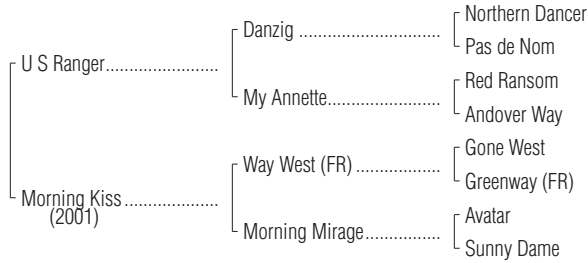 Northern Dancer
Danzig
Pas de Nom
U S Ranger
Red Ransom
My Annette
Andover Way
Gone West
Way West (FR)
Greenway (FR)
Morning Kiss
(2001)
Avatar
Morning Mirage
Sunny Dame